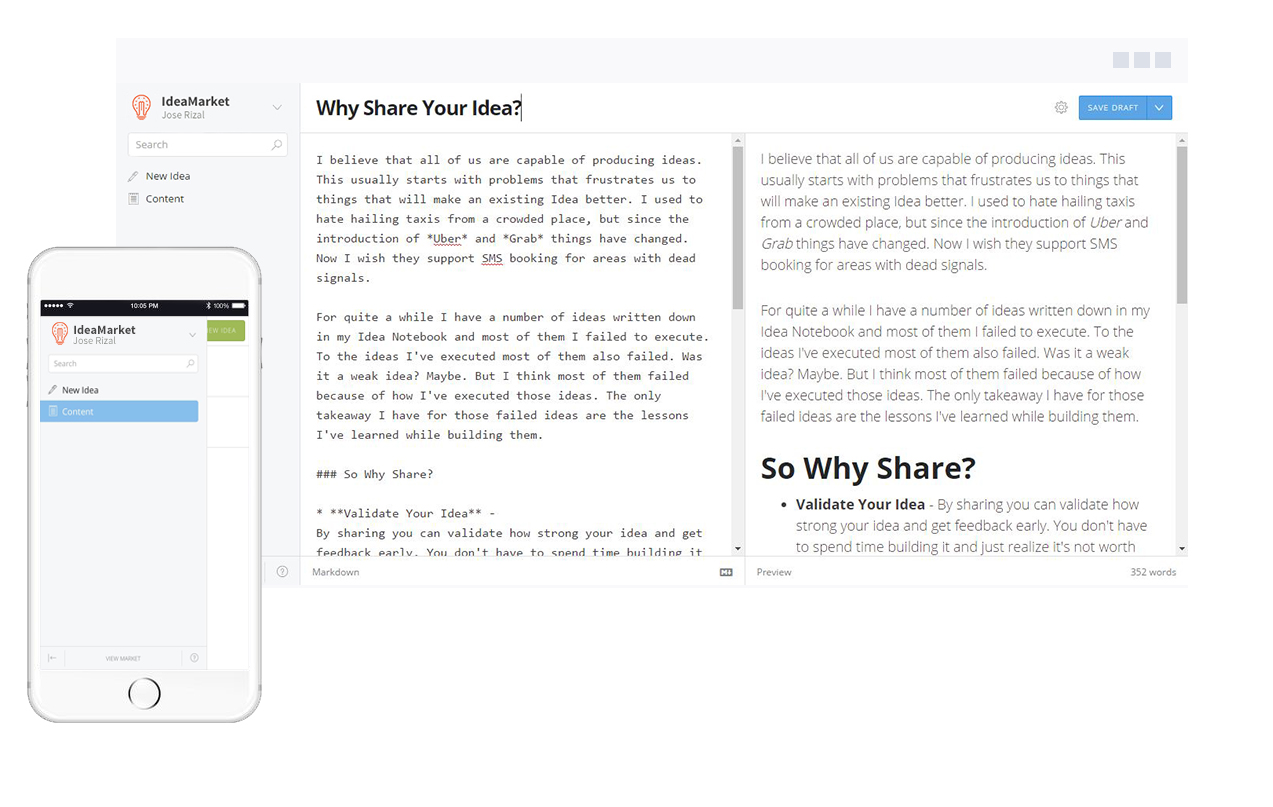 IdeaMarket
Jose Rizal
Search
New Idea
Content
Why Share Your Idea?
SAVE DRAFT
I believe that all of us are capable of producing ideas.
This usually starts with problems that frustrates us to
things that will make an existing Idea better. I used to
hate hailing taxis from a crowded place, but since the
introduction of *Uber* and *Grab* things have changed.
Now I wish they support SMS booking for areas with dead
signals.
For quite a while I have a number of ideas written down
in my Idea Notebook and most of them I failed to execute.
To the ideas I've executed most of them also failed. Was
it a weak idea? Maybe. But I think most of them failed
because of how I've executed those ideas. The only
takeaway I have for those failed ideas are the lessons
I've learned while building them.
### So Why Share?
* **Validate Your Idea** -
By sharing you can validate how strong your idea and get
feedback early. You don't have to spend time building it
Markdown
I believe that all of us are capable of producing ideas. This
usually starts with problems that frustrates us to things that
will make an existing Idea better. I used to hate hailing taxis
from a crowded place, but since the introduction of Uber and
Grab things have changed. Now I wish they support SMS
booking for areas with dead signals.
For quite a while I have a number of ideas written down in my
Idea Notebook and most of them I failed to execute. To the
ideas I've executed most of them also failed. Was it a weak
idea? Maybe. But I think most of them failed because of how
I've executed those ideas. The only takeaway I have for those
failed ideas are the lessons I've learned while building them.
So Why Share?
• Validate Your Idea - By sharing you can validate how
strong your idea and get feedback early. You don't have
to spend time building it and just realize it's not worth
Preview
352 words
10:05 PM
100%
IdeaMarket
Jose Rizal
EW IDEA
Search
New Idea
Content
VIEW MARKET